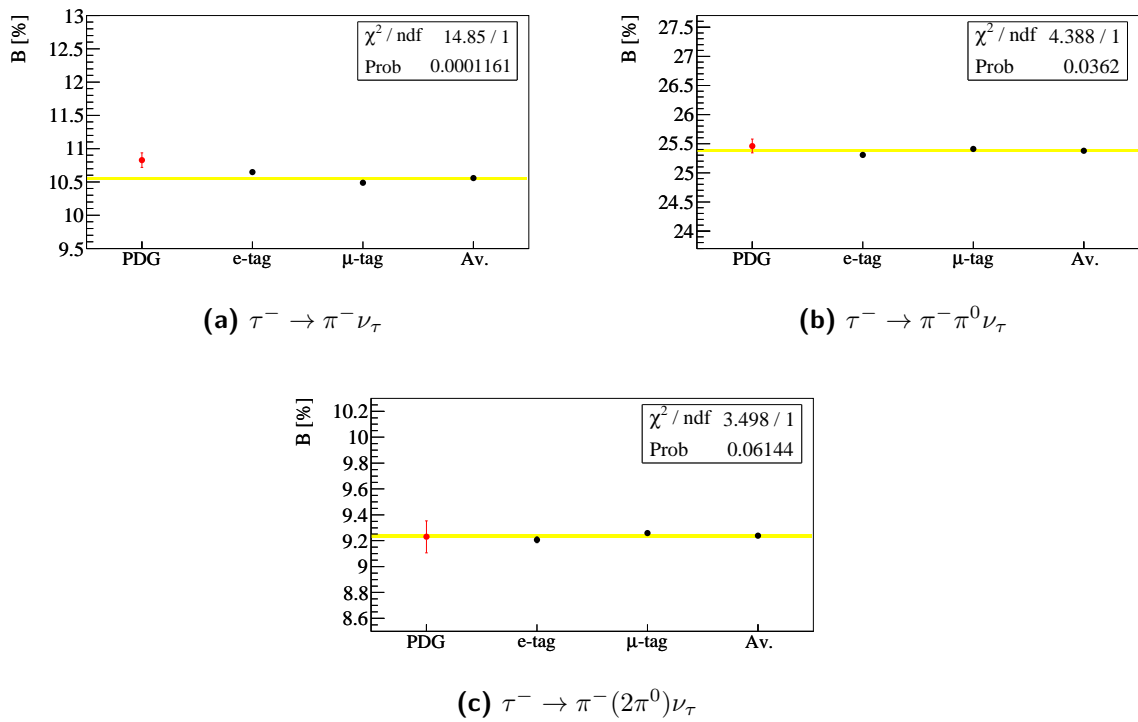 B [%]
13
12.5
12
11.5
11
10.5
10
9.5
χ² / ndf 14.85 / 1
Prob 0.0001161
PDG e-tag μ-tag Av.
(a) τ⁻ → π⁻ν_τ
B [%]
27.5
27
26.5
26
25.5
25
24.5
24
χ² / ndf 4.388 / 1
Prob 0.0362
PDG e-tag μ-tag Av.
(b) τ⁻ → π⁻π⁰ν_τ
B [%]
10.2
10
9.8
9.6
9.4
9.2
9
8.8
8.6
χ² / ndf 3.498 / 1
Prob 0.06144
PDG e-tag μ-tag Av.
(c) τ⁻ → π⁻(2π⁰)ν_τ